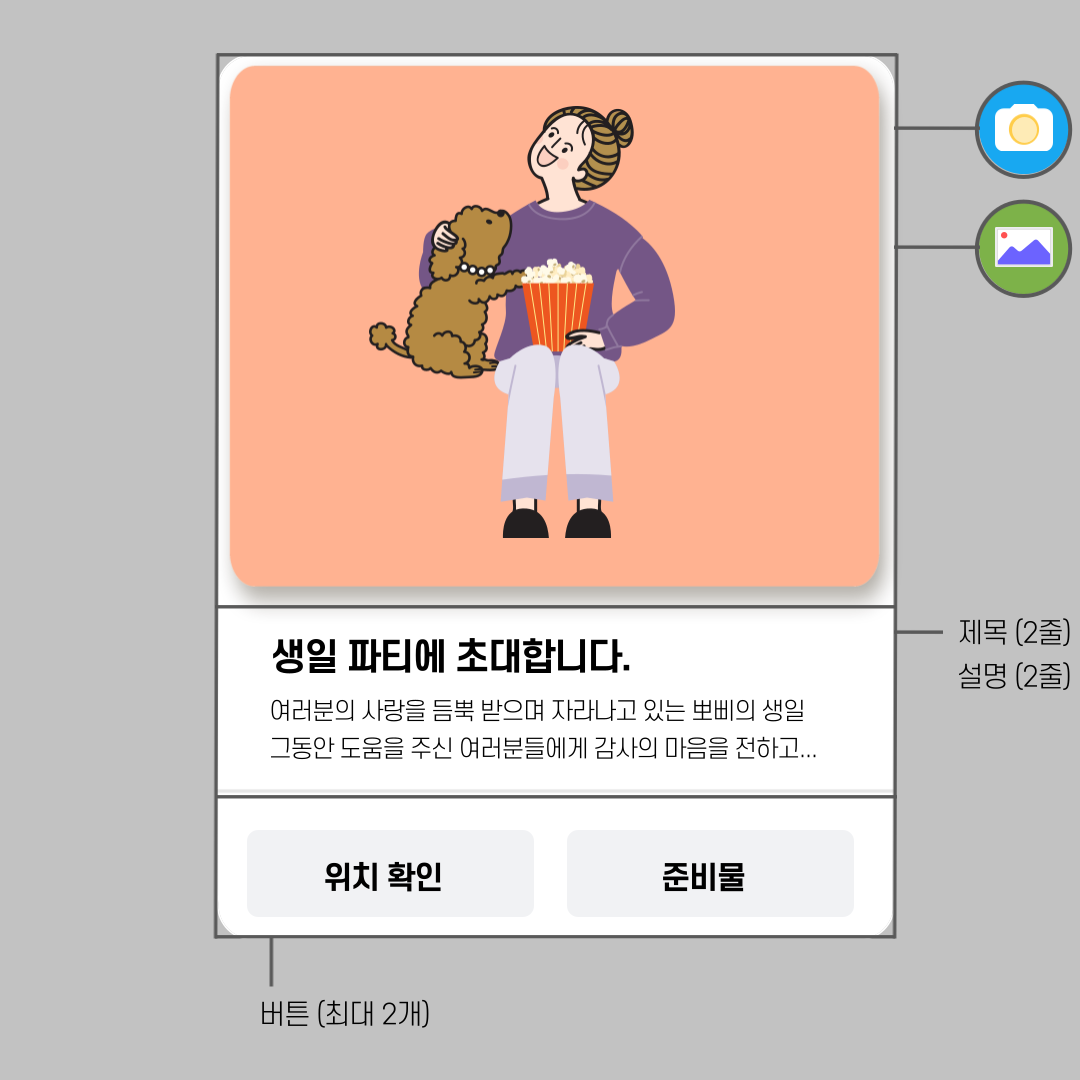 제목 (2줄)
설명 (2줄)
생일 파티에 초대합니다.
여러분의 사랑을 듬뿍 받으며 자라나고 있는 뽀삐의 생일
그동안 도움을 주신 여러분들에게 감사의 마음을 전하고...
위치 확인
준비물
버튼 (최대 2개)